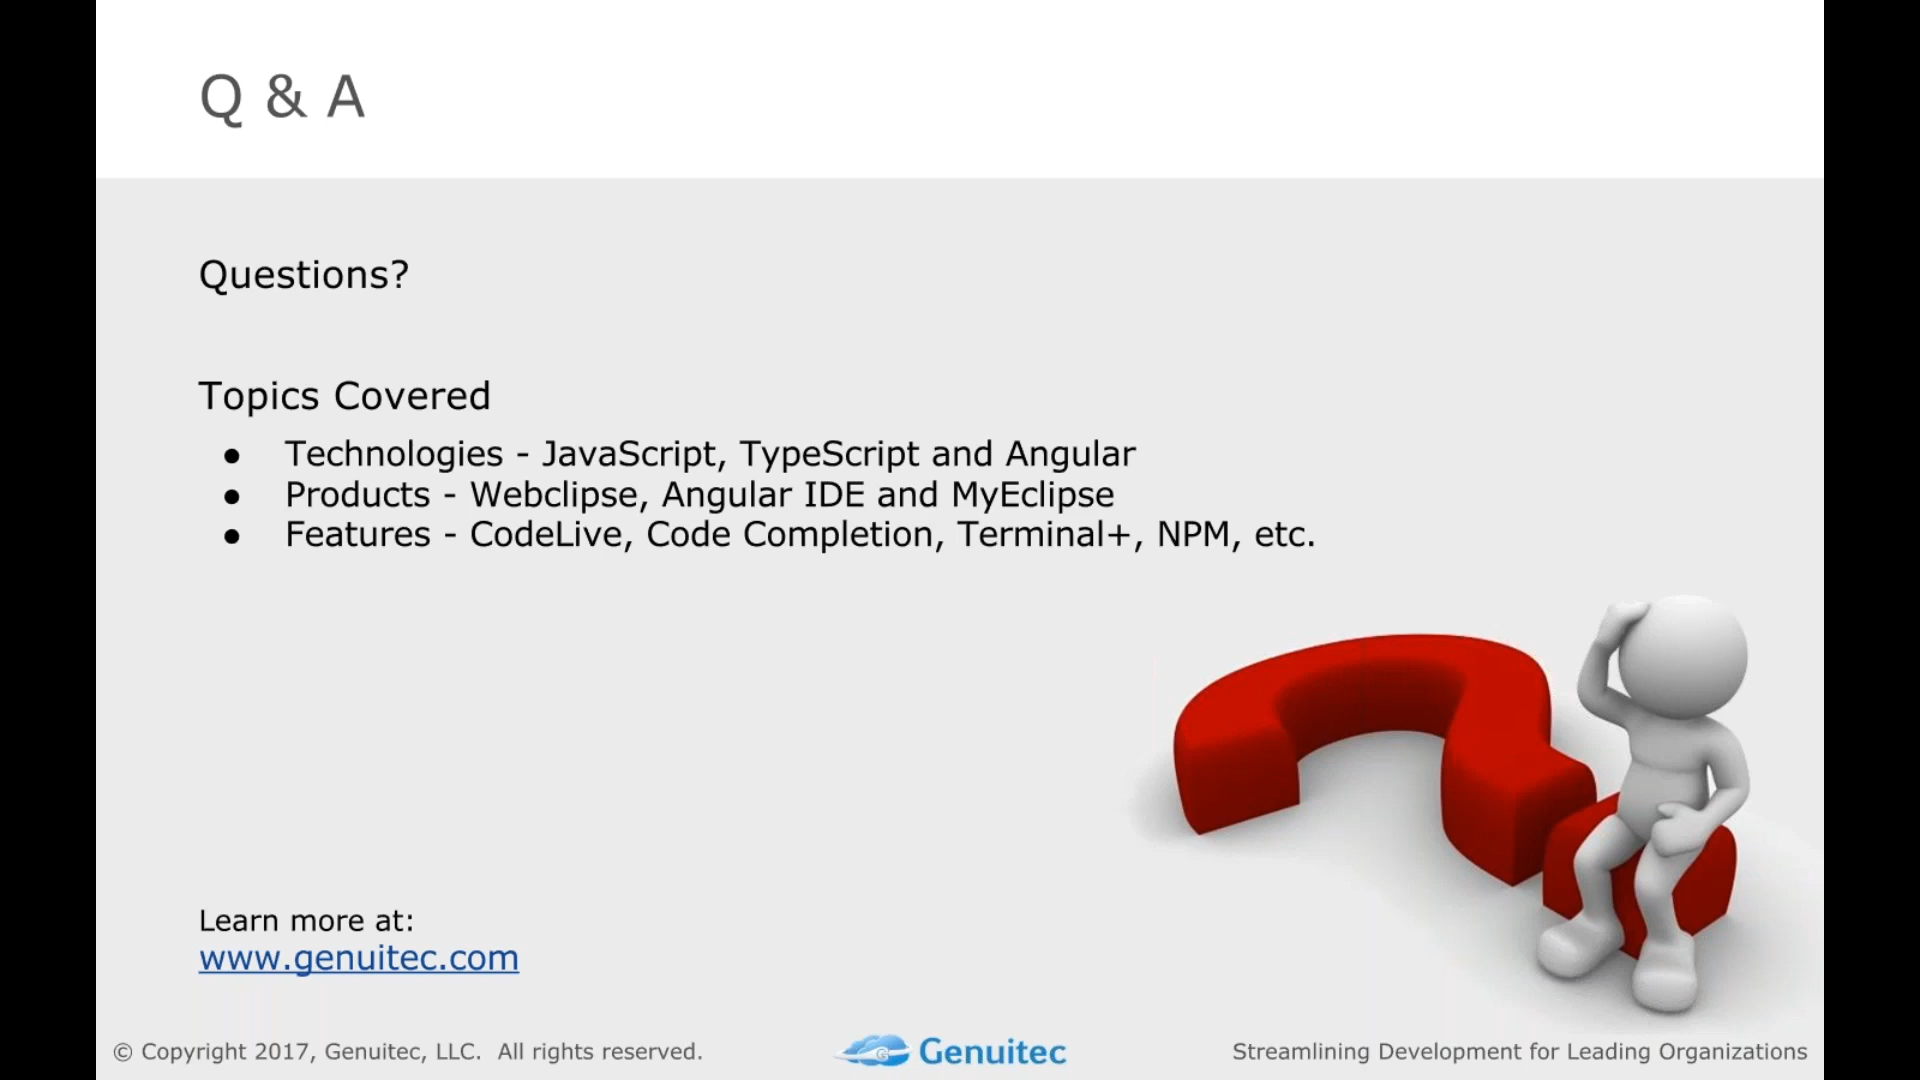 Q & A
Questions?
Topics Covered
● Technologies - JavaScript, TypeScript and Angular
● Products - Webclipse, Angular IDE and MyEclipse
● Features - CodeLive, Code Completion, Terminal+, NPM, etc.
Learn more at:
www.genuitec.com
© Copyright 2017, Genuitec, LLC. All rights reserved.
G Genuitec
Streamlining Development for Leading Organizations